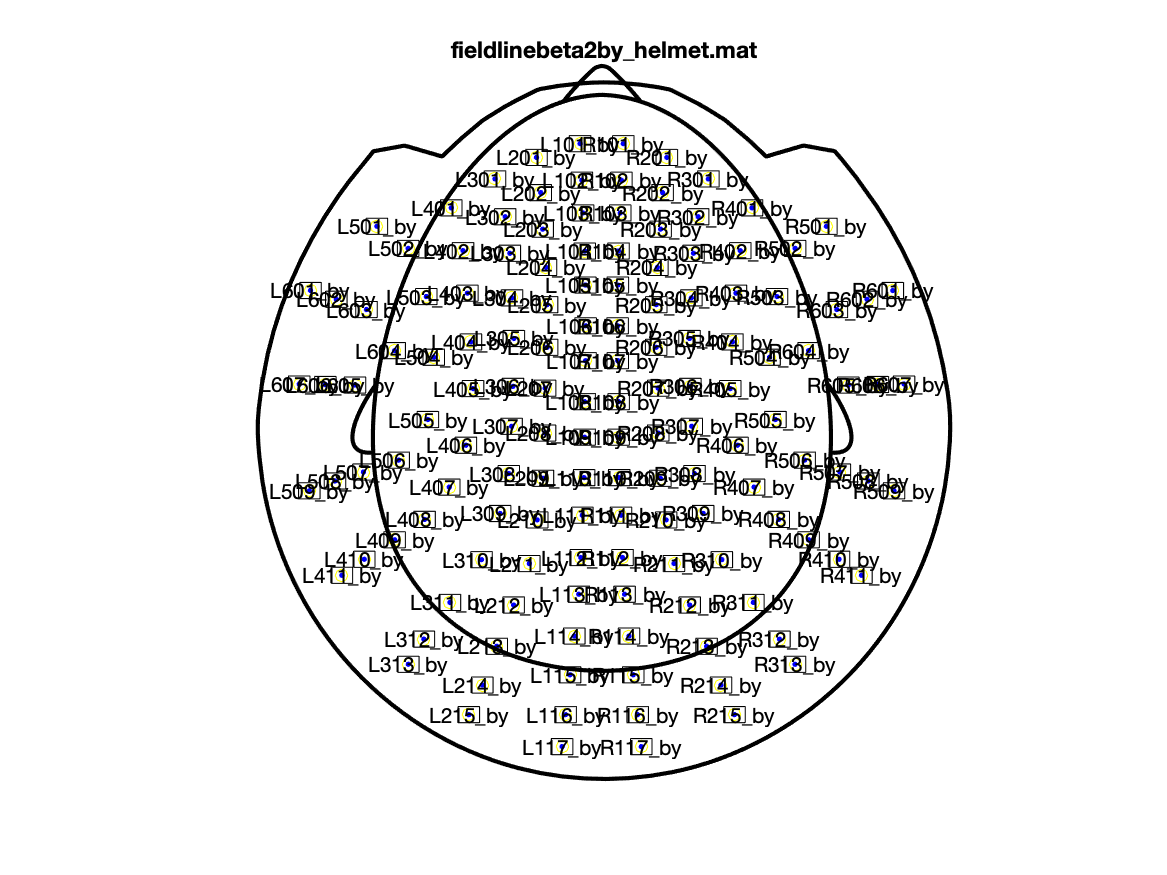 fieldlinebeta2by_helmet.mat
L101_by R101_by
L201_by R201_by
L301_by L102_by R102_by R301_by
L202_by R202_by
L401_by L302_by L103_by R103_by R302_by R401_by
L501_by L203_by R203_by R501_by
L502_by L402_by L303_by L104_by R104_by R303_by R402_by R502_by
L204_by R204_by
L601_by L602_by L503_by L403_by L304_by L105_by R105_by R304_by R403_by R503_by R602_by R601_by
L603_by L205_by R205_by R603_by
L106_by R106_by
L604_by L504_by L404_by L305_by L206_by R206_by R305_by R404_by R504_by R604_by
L107_by R107_by
L607_by L606_by L605_by L405_by L306_by L207_by R207_by R306_by R405_by R605_by R606_by R607_by
L108_by R108_by
L505_by L307_by R307_by R505_by
L208_by L109_by R109_by R208_by
L406_by R406_by
L506_by R506_by
L509_by L508_by L507_by L407_by L308_by L209_by L110_by R110_by R209_by R308_by R407_by R507_by R508_by R509_by
L408_by L309_by L210_by L111_by R111_by R210_by R309_by R408_by
L409_by R409_by
L410_by L310_by L211_by L112_by R112_by R211_by R310_by R410_by
L411_by R411_by
L311_by L212_by L113_by R113_by R212_by R311_by
L312_by L213_by L114_by R114_by R213_by R312_by
L313_by R313_by
L214_by L115_by R115_by R214_by
L215_by L116_by R116_by R215_by
L117_by R117_by